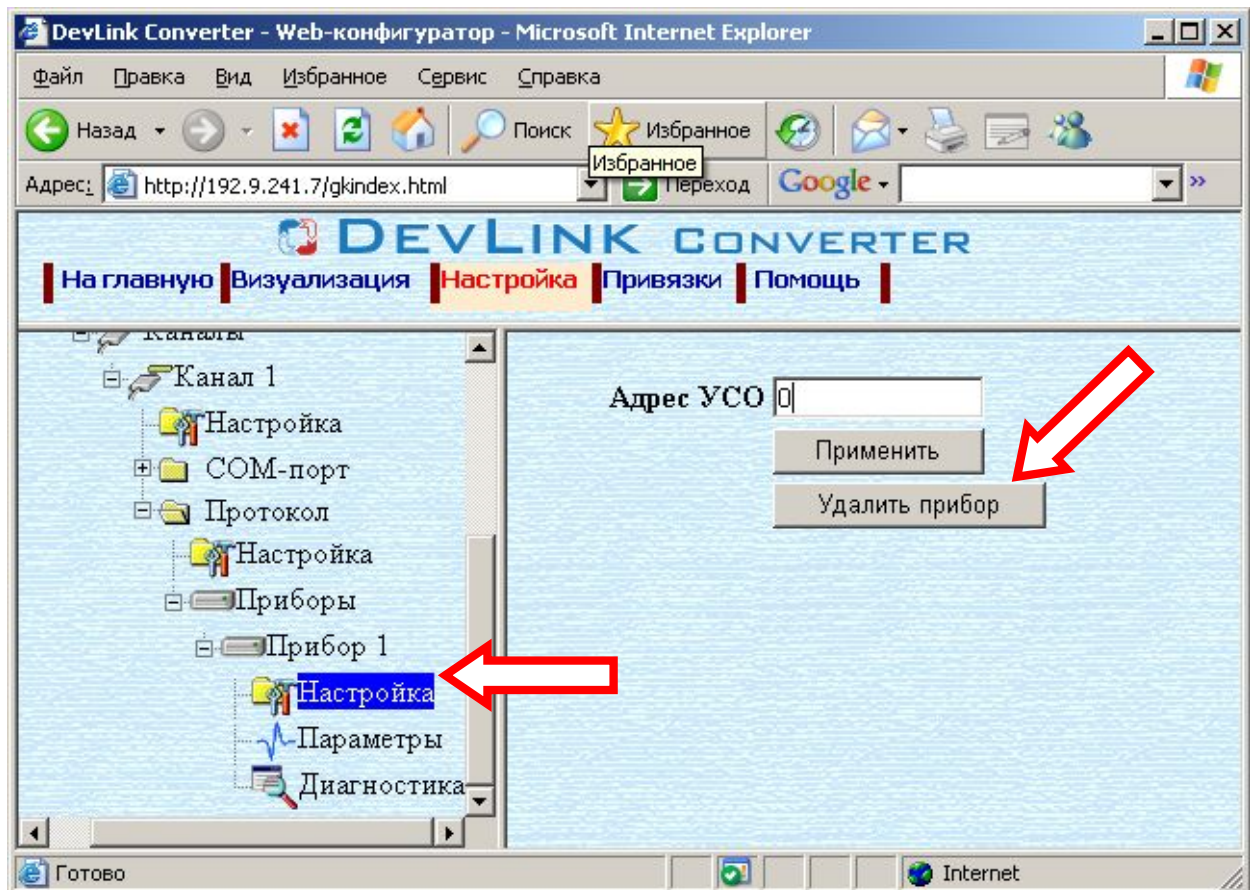 DevLink Converter - Web-конфигуратор - Microsoft Internet Explorer
Файл Правка Вид Избранное Сервис Справка
Назад Поиск Избранное
Избранное
Адрес: http://192.9.241.7/gkindex.html Переход Google »
DEVLINK CONVERTER
На главную Визуализация Настройка Привязки Помощь
Каналы
Канал 1
Настройка
COM-порт
Протокол
Настройка
Приборы
Прибор 1
Настройка
Параметры
Диагностика
Адрес УСО 0
Применить
Удалить прибор
Готово Internet